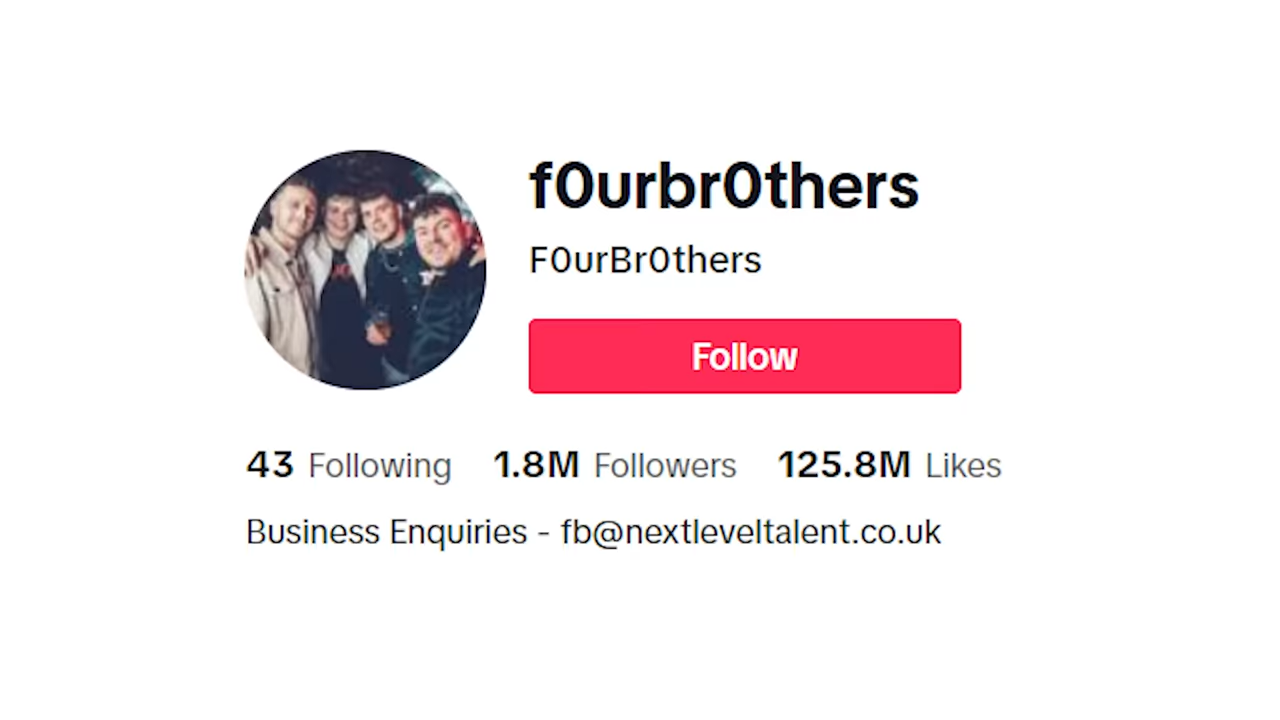 f0urbr0thers
F0urBr0thers
Follow
43 Following 1.8M Followers 125.8M Likes
Business Enquiries - fb@nextleveltalent.co.uk